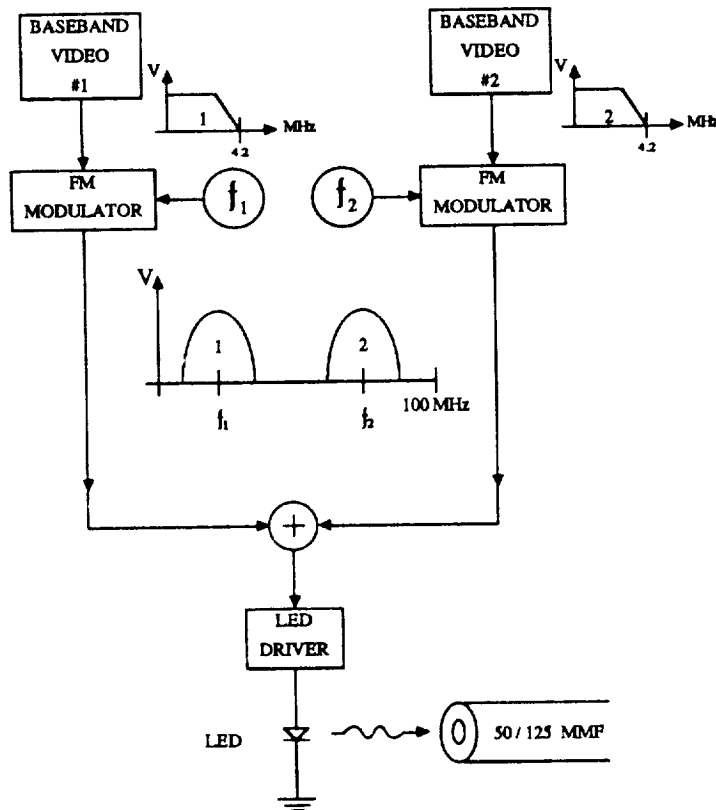 BASEBAND
VIDEO
#1
V
1
MHz
4.2
BASEBAND
VIDEO
#2
V
2
MHz
4.2
FM
MODULATOR
f1
f2
FM
MODULATOR
V
1
2
100 MHz
f1
f2
+
LED
DRIVER
LED
50 / 125 MMF